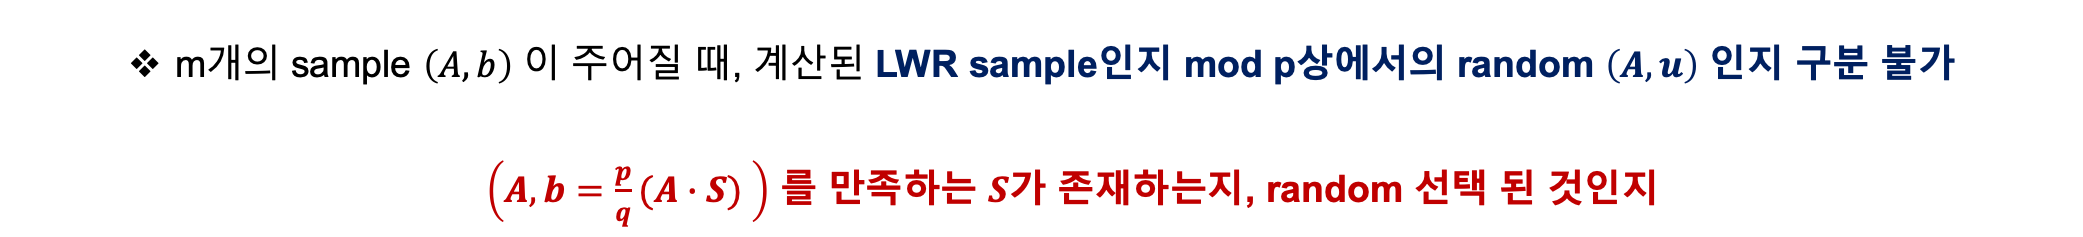 ❖ m개의 sample (A, b) 이 주어질 때, 계산된 LWR sample인지 mod p상에서의 random (A, u) 인지 구분 불가
(A, b = p/q (A · S) ) 를 만족하는 S가 존재하는지, random 선택 된 것인지